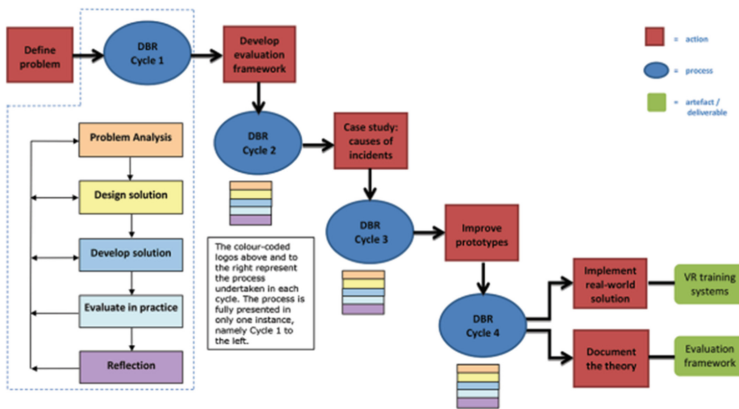 Define
problem
DBR
Cycle 1
Develop
evaluation
framework
= action
= process
= artefact /
deliverable
Problem Analysis
Design solution
Develop solution
Evaluate in practice
Reflection
DBR
Cycle 2
Case study:
causes of
incidents
The colour-coded
logos above and to
the right represent
the process
undertaken in each
cycle. The process is
fully presented in
only one instance,
namely Cycle 1 to
the left.
DBR
Cycle 3
Improve
prototypes
DBR
Cycle 4
Implement
real-world
solution
VR training
systems
Document
the theory
Evaluation
framework